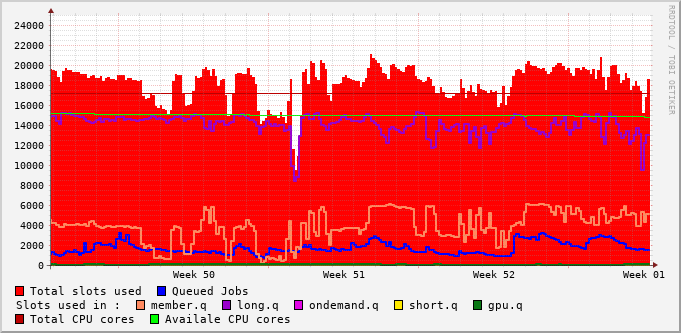 RRDTOOL / TOBI OETIKER
24000
22000
20000
18000
16000
14000
12000
10000
8000
6000
4000
2000
0
Week 50 Week 51 Week 52 Week 01
Total slots used Queued Jobs
Slots used in : member.q long.q ondemand.q short.q gpu.q
Total CPU cores Availale CPU cores